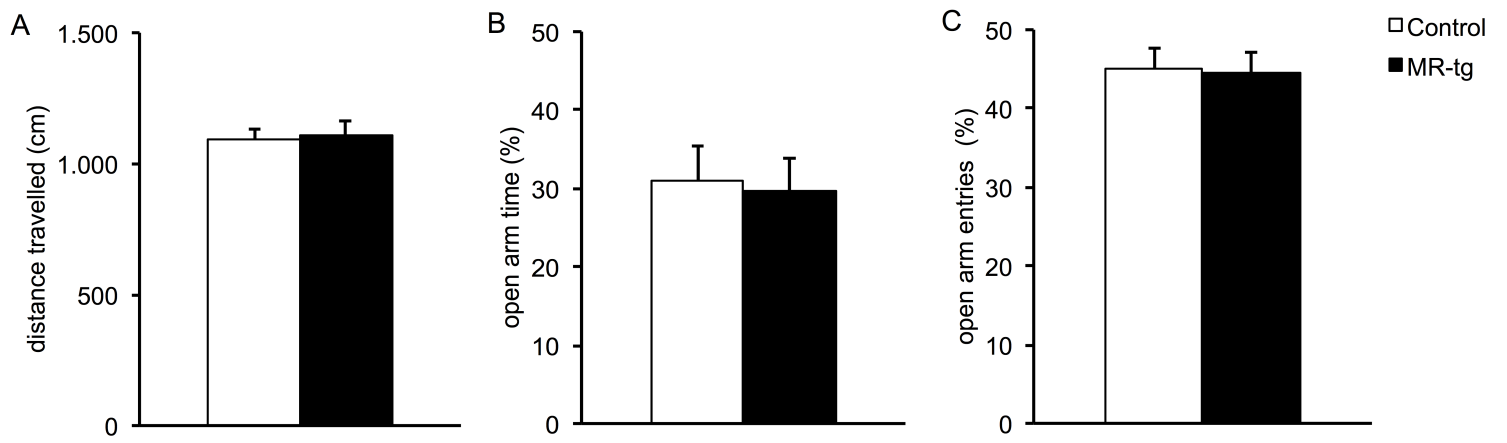 A
1.500
1.000
500
0
distance travelled (cm)
B
50
40
30
20
10
0
open arm time (%)
C
50
40
30
20
10
0
open arm entries (%)
Control
MR-tg